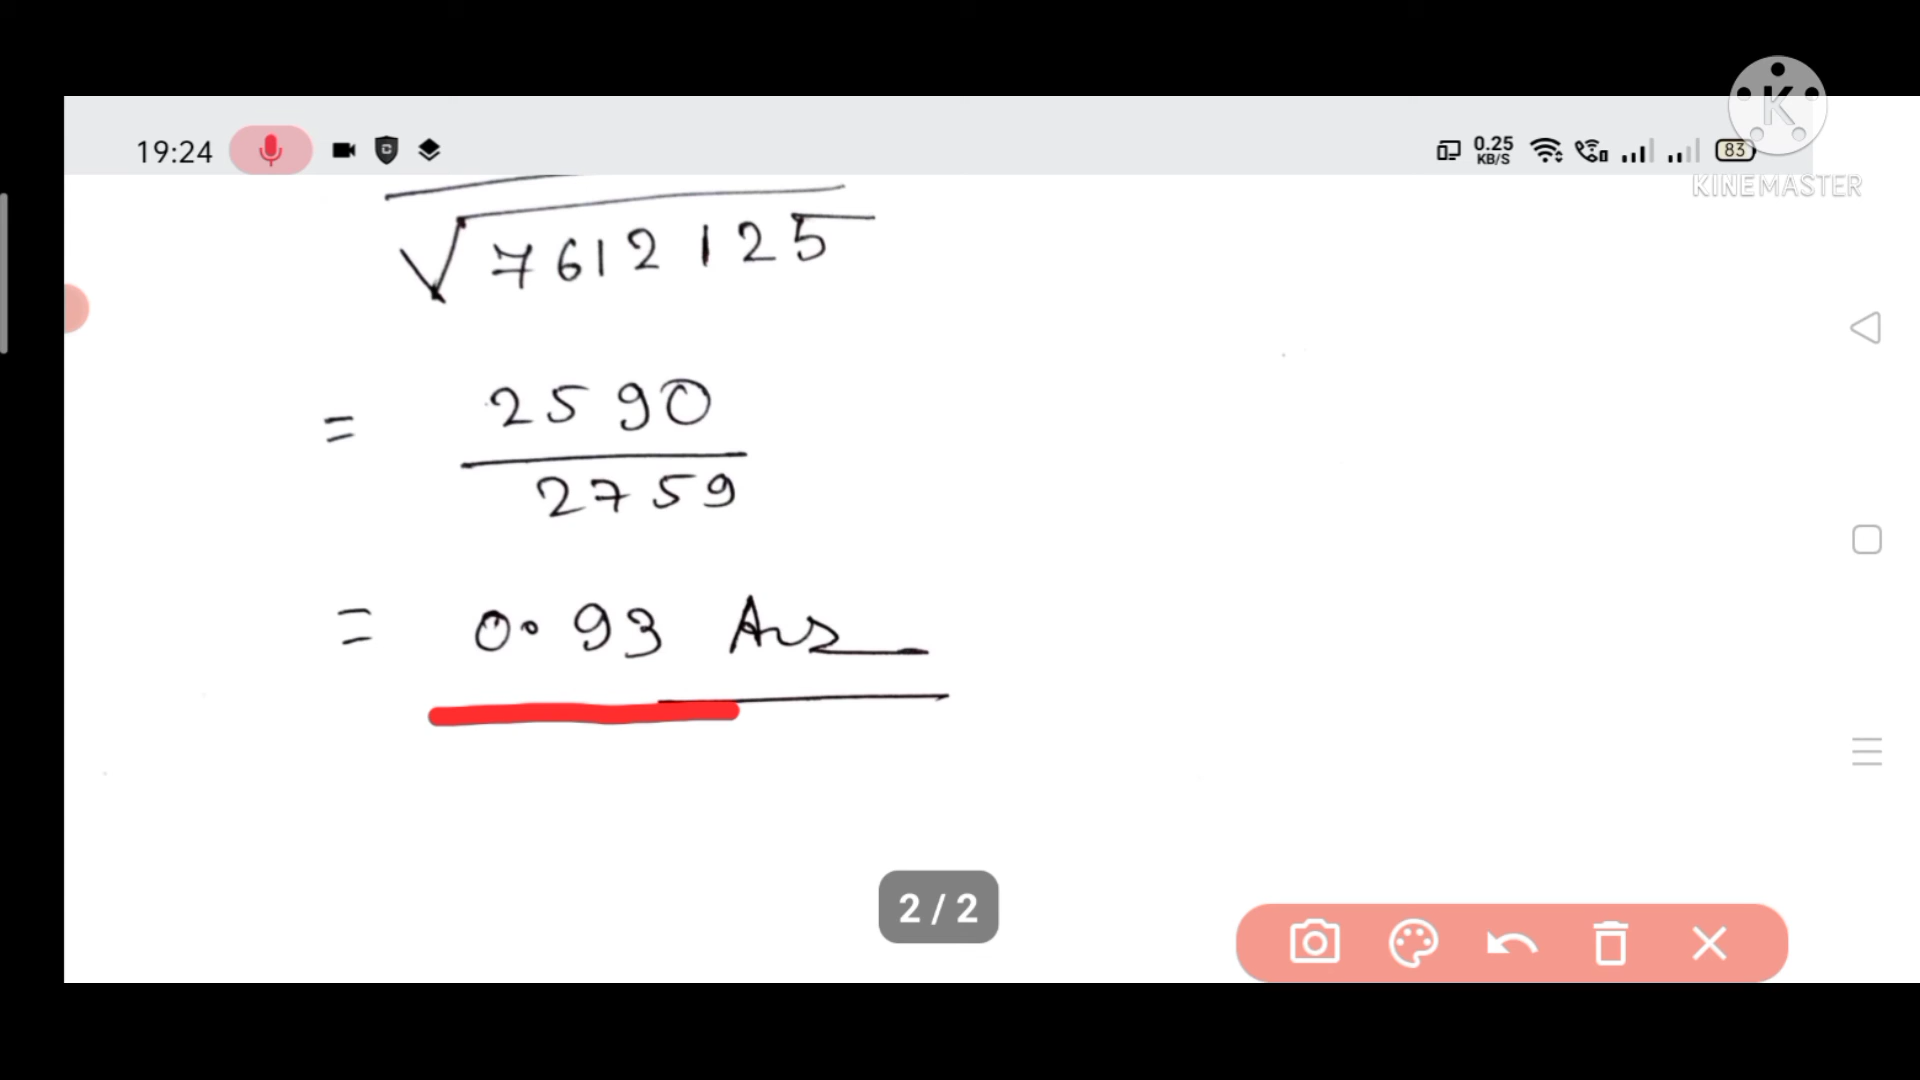 19:24 0.25 KB/S 83
K
KINEMASTER
√7612125
= 2590
2759
= 0.93 Ans
2 / 2